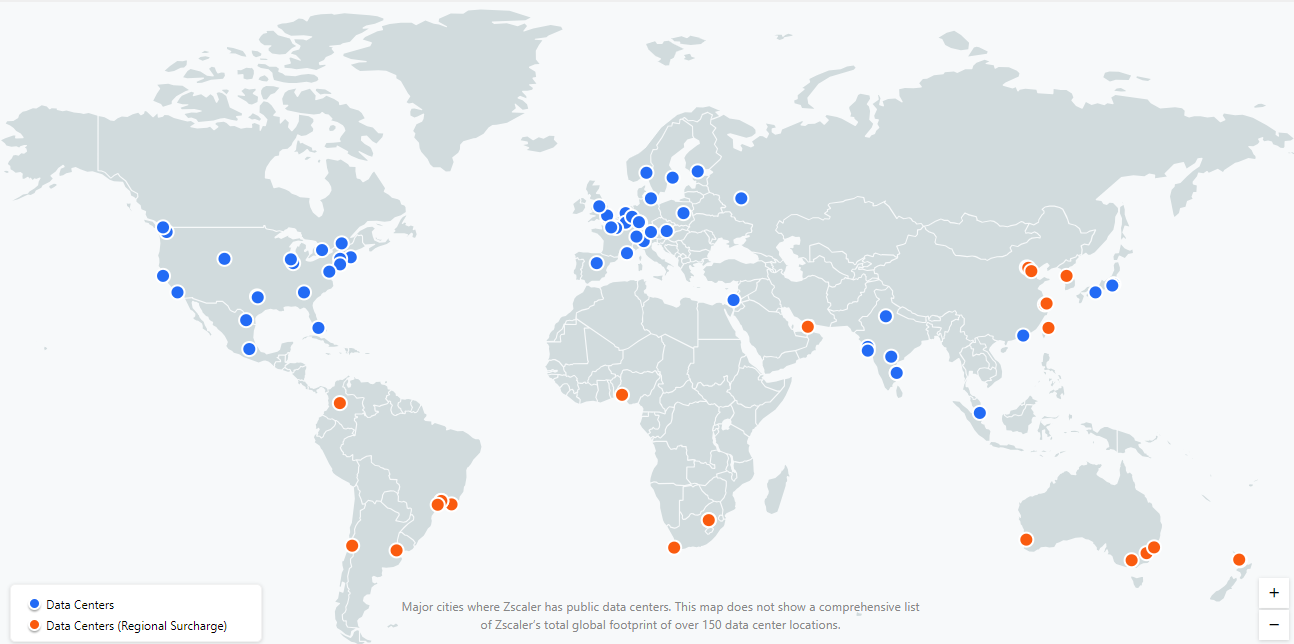 Data Centers
Data Centers (Regional Surcharge)
Major cities where Zscaler has public data centers. This map does not show a comprehensive list
of Zscaler's total global footprint of over 150 data center locations.
+
−